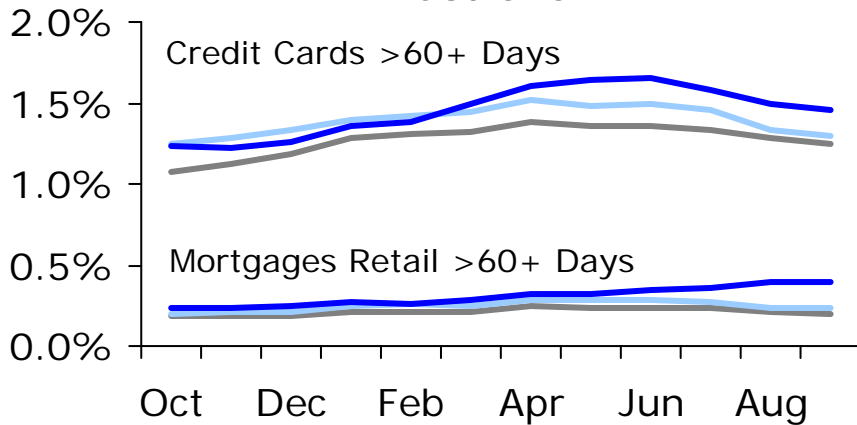 2.0%
Credit Cards >60+ Days
1.5%
1.0%
0.5%
Mortgages Retail >60+ Days
0.0%
Oct Dec Feb Apr Jun Aug